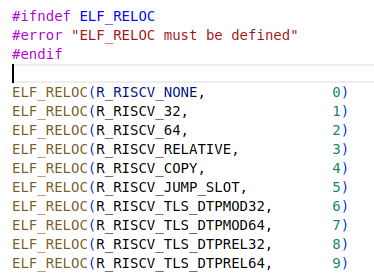 #ifndef ELF_RELOC
#error "ELF_RELOC must be defined"
#endif
ELF_RELOC(R_RISCV_NONE, 0)
ELF_RELOC(R_RISCV_32, 1)
ELF_RELOC(R_RISCV_64, 2)
ELF_RELOC(R_RISCV_RELATIVE, 3)
ELF_RELOC(R_RISCV_COPY, 4)
ELF_RELOC(R_RISCV_JUMP_SLOT, 5)
ELF_RELOC(R_RISCV_TLS_DTPMOD32, 6)
ELF_RELOC(R_RISCV_TLS_DTPMOD64, 7)
ELF_RELOC(R_RISCV_TLS_DTPREL32, 8)
ELF_RELOC(R_RISCV_TLS_DTPREL64, 9)